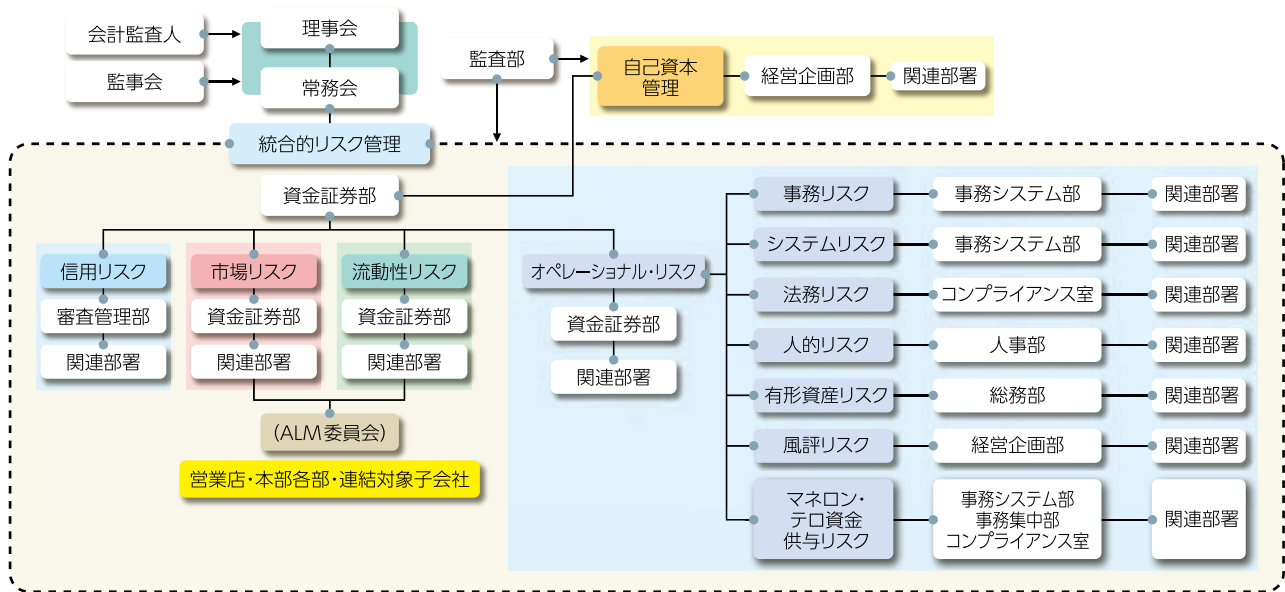 会計監査人
監事会
理事会
常務会
監査部
自己資本
管理
経営企画部
関連部署
統合的リスク管理
資金証券部
信用リスク
審査管理部
関連部署
市場リスク
資金証券部
関連部署
流動性リスク
資金証券部
関連部署
(ALM委員会)
営業店・本部各部・連結対象子会社
オペレーショナル・リスク
資金証券部
関連部署
事務リスク
事務システム部
関連部署
システムリスク
事務システム部
関連部署
法務リスク
コンプライアンス室
関連部署
人的リスク
人事部
関連部署
有形資産リスク
総務部
関連部署
風評リスク
経営企画部
関連部署
マネロン・
テロ資金
供与リスク
事務システム部
事務集中部
コンプライアンス室
関連部署